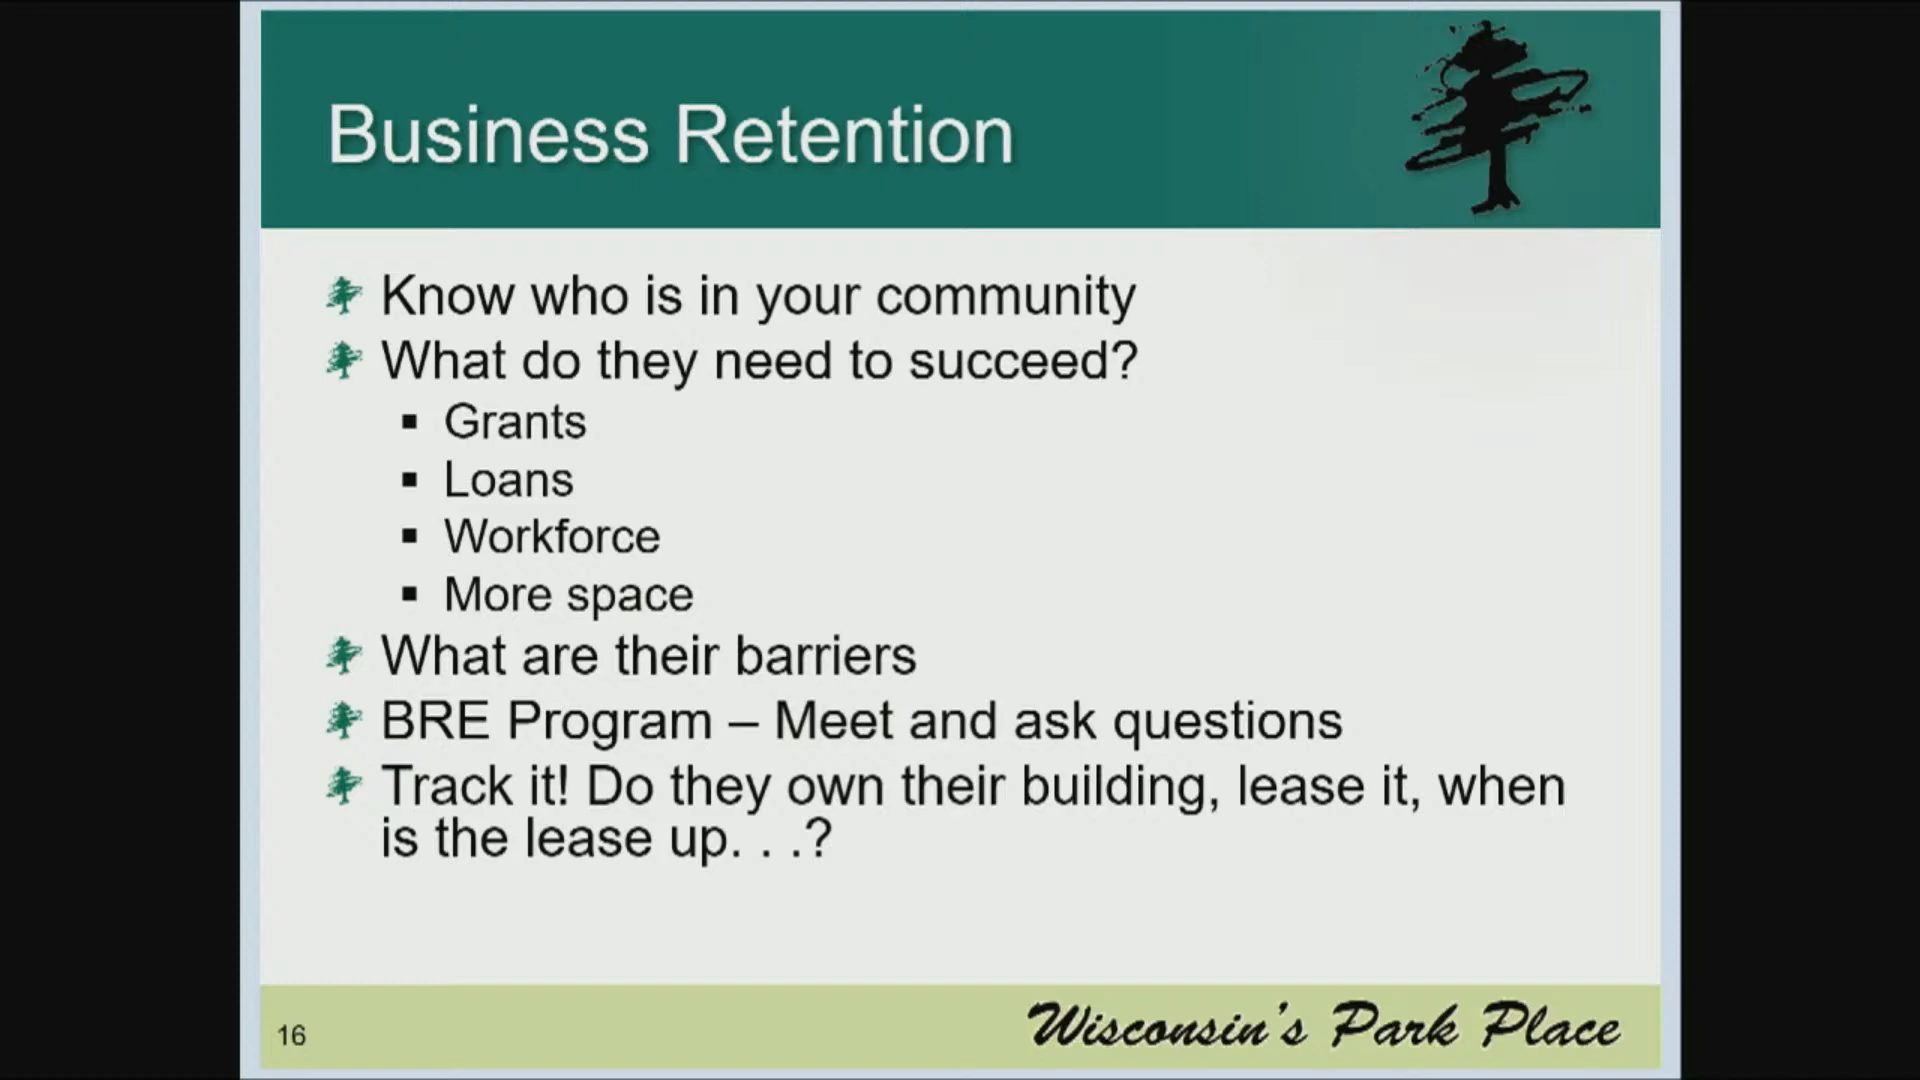 Business Retention
Know who is in your community
What do they need to succeed?
▪ Grants
▪ Loans
▪ Workforce
▪ More space
What are their barriers
BRE Program – Meet and ask questions
Track it! Do they own their building, lease it, when
is the lease up. . .?
16
Wisconsin's Park Place